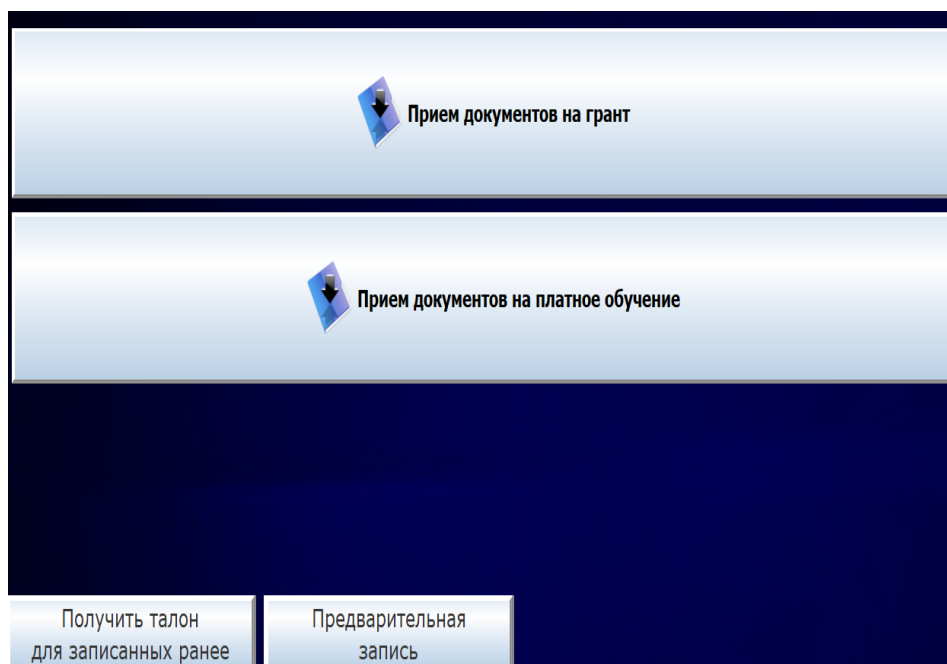 Прием документов на грант
Прием документов на платное обучение
Получить талон
для записанных ранее
Предварительная
запись